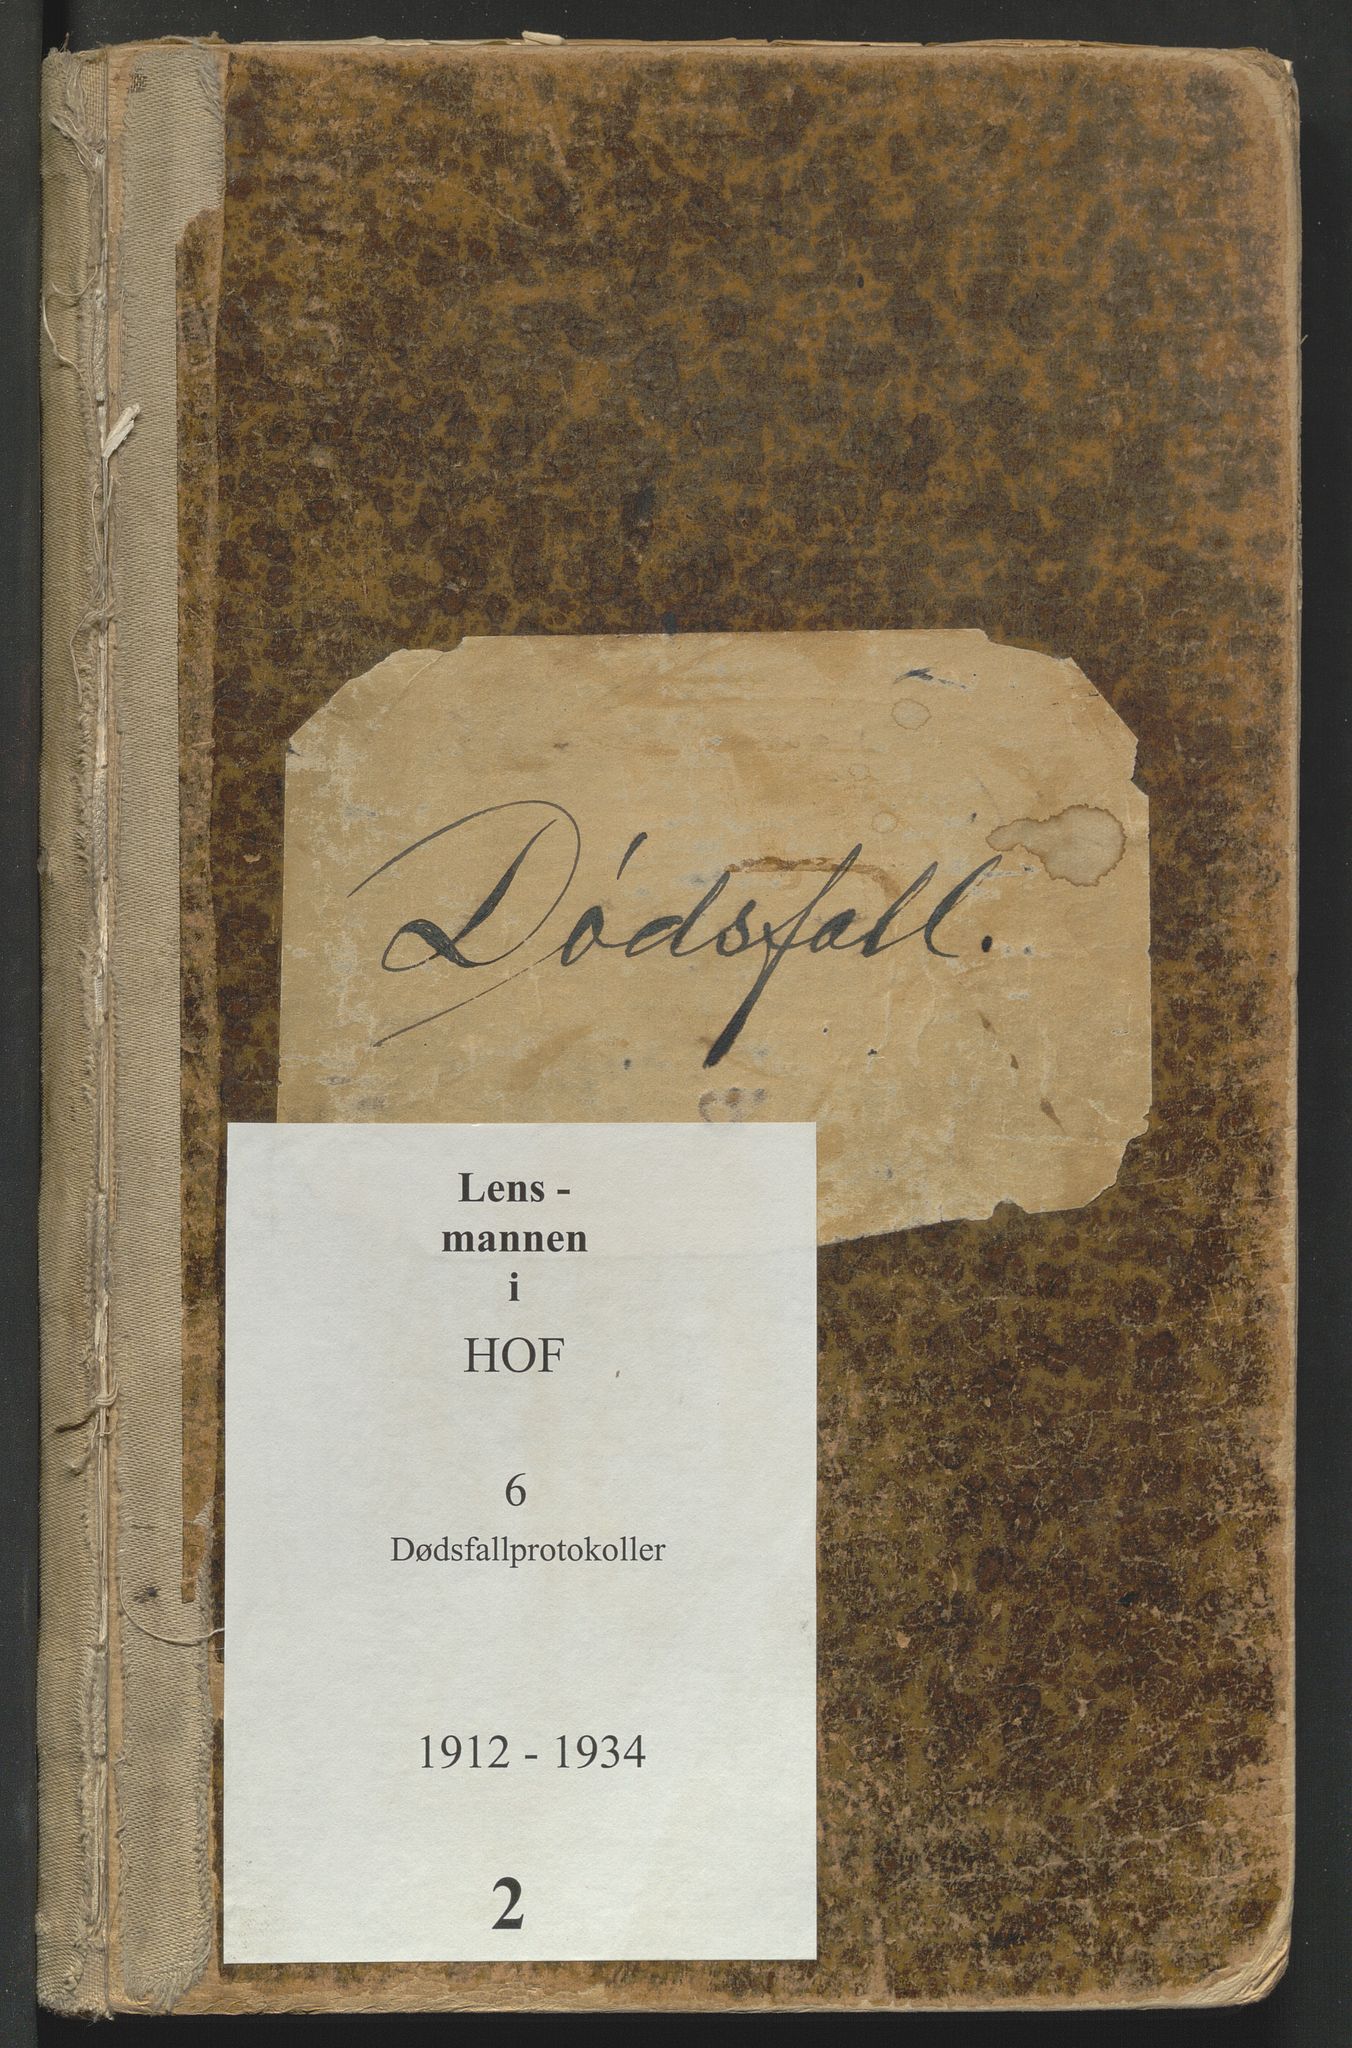 Dødsfall.
Lens -
mannen
i
HOF
6
Dødsfallprotokoller
1912 - 1934
2